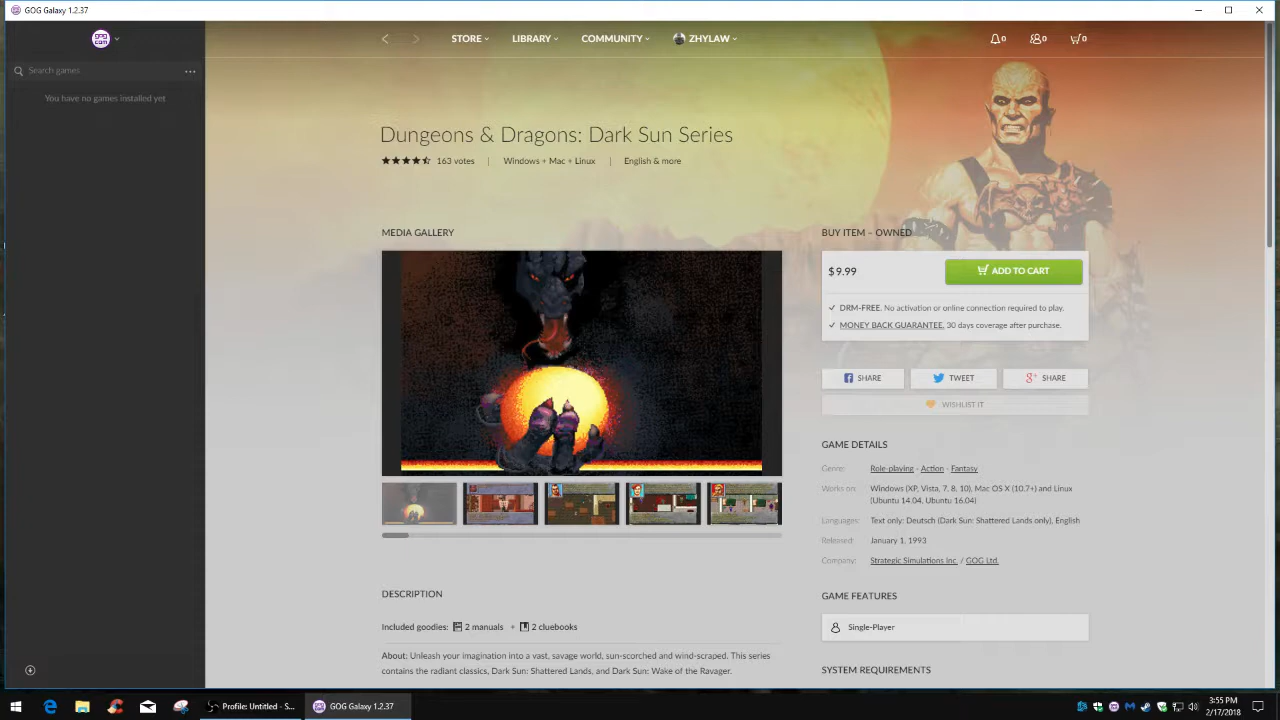 GOG Galaxy 1.2.37
GOG COM
STORE LIBRARY COMMUNITY ZHYLAW 0 0 0
Search games
You have no games installed yet
Dungeons & Dragons: Dark Sun Series
163 votes | Windows + Mac + Linux | English & more
MEDIA GALLERY
BUY ITEM – OWNED
$ 9.99 ADD TO CART
DRM-FREE. No activation or online connection required to play.
MONEY BACK GUARANTEE. 30 days coverage after purchase.
SHARE TWEET SHARE
WISHLIST IT
GAME DETAILS
Genre: Role-playing - Action - Fantasy
Works on: Windows (XP, Vista, 7, 8, 10), Mac OS X (10.7+) and Linux
(Ubuntu 14.04, Ubuntu 16.04)
Languages: Text only: Deutsch (Dark Sun: Shattered Lands only), English
Released: January 1, 1993
Company: Strategic Simulations Inc. / GOG Ltd.
GAME FEATURES
Single-Player
SYSTEM REQUIREMENTS
DESCRIPTION
Included goodies: 2 manuals + 2 cluebooks
About: Unleash your imagination into a vast, savage world, sun-scorched and wind-scraped. This series
contains the radiant classics, Dark Sun: Shattered Lands, and Dark Sun: Wake of the Ravager.
Profile: Untitled - S...
GOG Galaxy 1.2.37
3:55 PM
2/17/2018